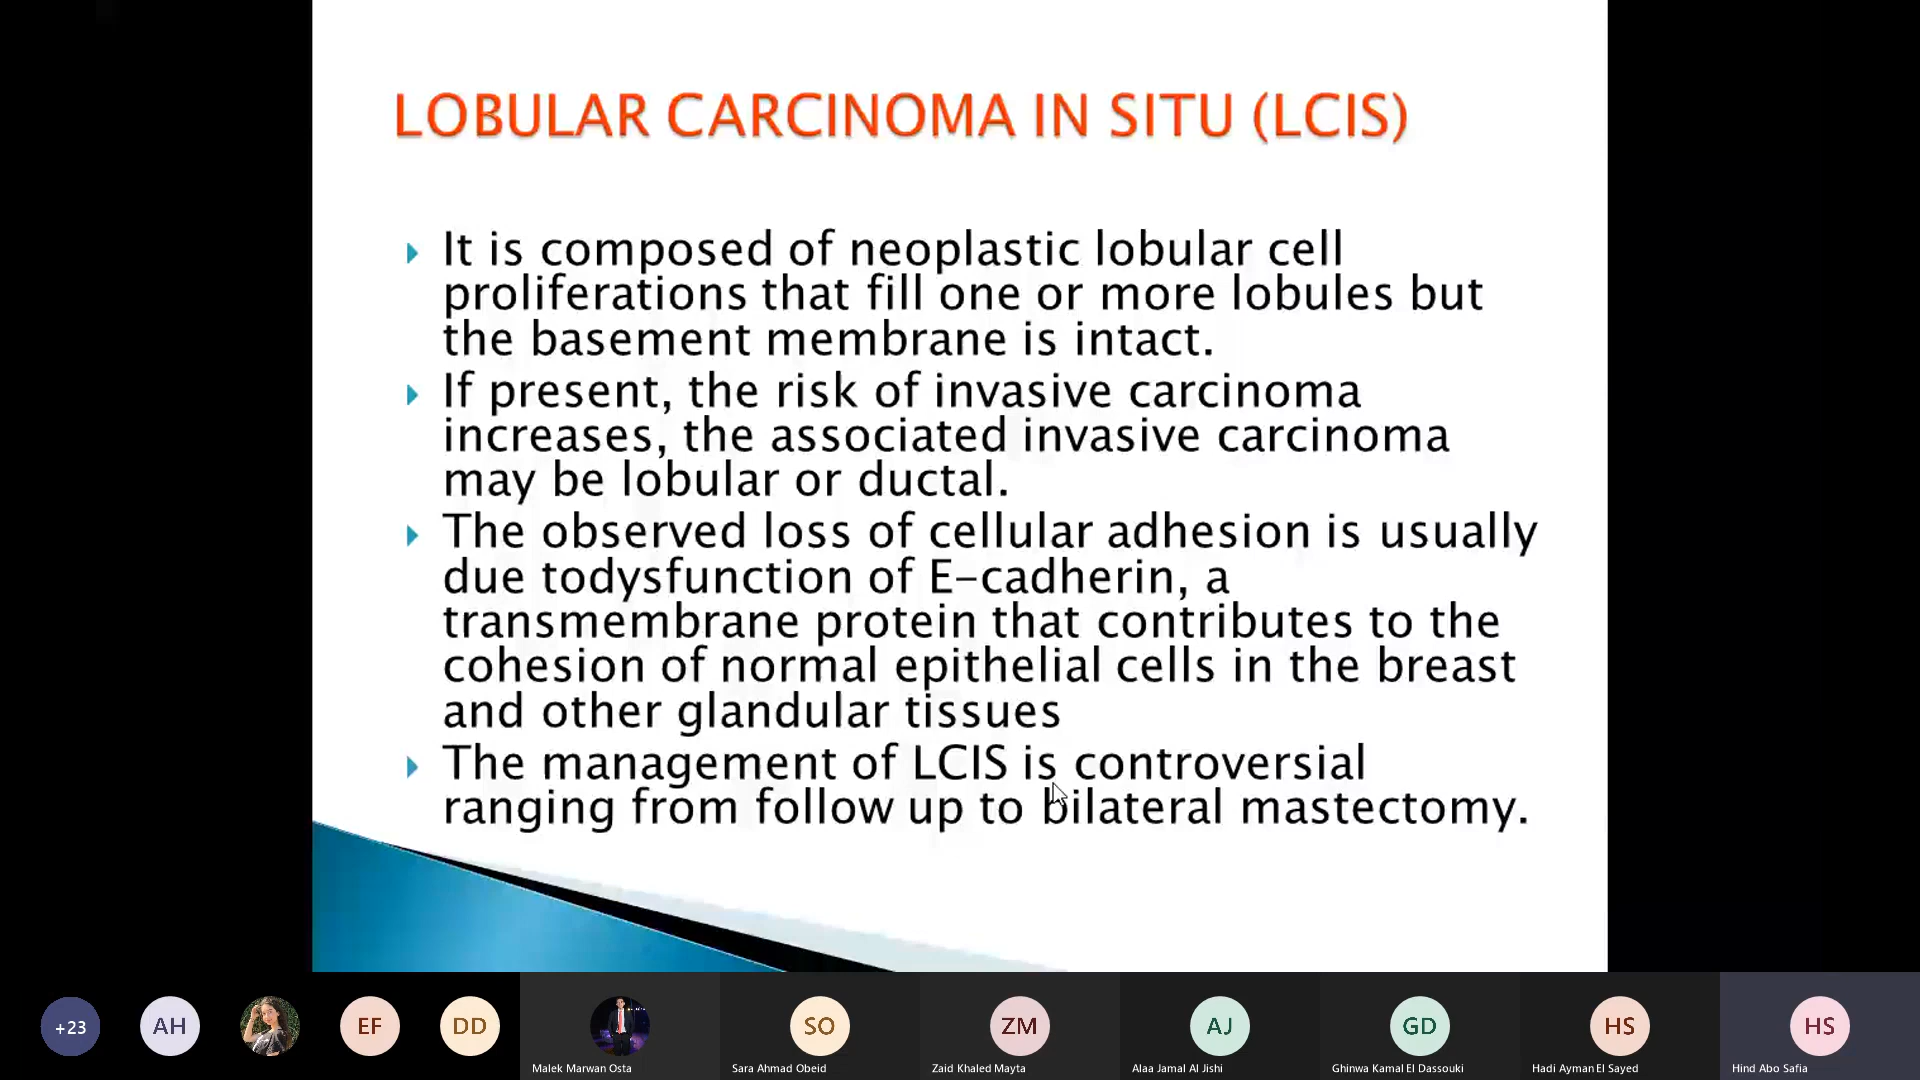 LOBULAR CARCINOMA IN SITU (LCIS)
It is composed of neoplastic lobular cell
proliferations that fill one or more lobules but
the basement membrane is intact.
If present, the risk of invasive carcinoma
increases, the associated invasive carcinoma
may be lobular or ductal.
The observed loss of cellular adhesion is usually
due todysfunction of E-cadherin, a
transmembrane protein that contributes to the
cohesion of normal epithelial cells in the breast
and other glandular tissues
The management of LCIS is controversial
ranging from follow up to bilateral mastectomy.
+23
AH
EF
DD
SO
ZM
AJ
GD
HS
HS
Malek Marwan Osta
Sara Ahmad Obeid
Zaid Khaled Mayta
Alaa Jamal Al Jishi
Ghinwa Kamal El Dassouki
Hadi Ayman El Sayed
Hind Abo Safia